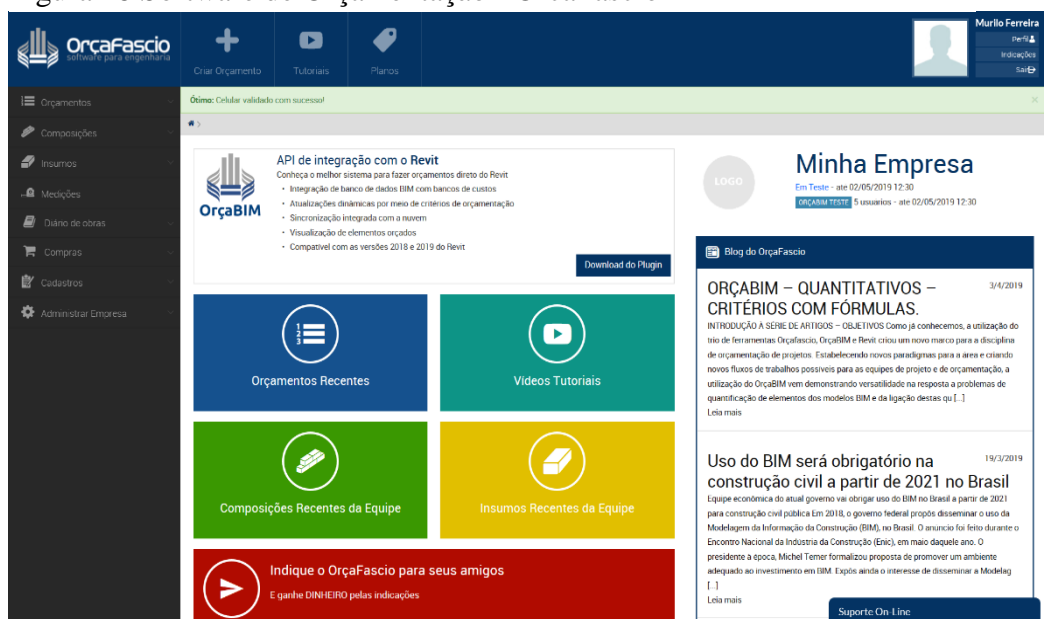 OrçaFascio
software para engenharia
Criar Orçamento
Tutoriais
Planos
Murilo Ferreira
Perfil
Indicações
Sair
Orçamentos
Composições
Insumos
Medições
Diário de obras
Compras
Cadastros
Administrar Empresa
Ótimo: Celular validado com sucesso!
×
OrçaBIM
API de integração com o Revit
Conheça o melhor sistema para fazer orçamentos direto do Revit
• Integração de banco de dados BIM com bancos de custos
• Atualizações dinâmicas por meio de critérios de orçamentação
• Sincronização integrada com a nuvem
• Visualização de elementos orçados
• Compatível com as versões 2018 e 2019 do Revit
Download do Plugin
1
2
3
Orçamentos Recentes
Vídeos Tutoriais
Composições Recentes da Equipe
Insumos Recentes da Equipe
Indique o OrçaFascio para seus amigos
E ganhe DINHEIRO pelas indicações
LOGO
Minha Empresa
Em Teste - ate 02/05/2019 12:30
ORÇABIM TESTE 5 usuarios - ate 02/05/2019 12:30
Blog do OrçaFascio
ORÇABIM – QUANTITATIVOS – 3/4/2019
CRITÉRIOS COM FÓRMULAS.
INTRODUÇÃO À SÉRIE DE ARTIGOS – OBJETIVOS Como já conhecemos, a utilização do
trio de ferramentas Orçafascio, OrçaBIM e Revit criou um novo marco para a disciplina
de orçamentação de projetos. Estabelecendo novos paradigmas para a área e criando
novos fluxos de trabalhos possíveis para as equipes de projeto e de orçamentação, a
utilização do OrçaBIM vem demonstrando versatilidade na resposta a problemas de
quantificação de elementos dos modelos BIM e da ligação destas qu [...]
Leia mais
Uso do BIM será obrigatório na 19/3/2019
construção civil a partir de 2021 no Brasil
Equipe econômica do atual governo vai obrigar uso do BIM no Brasil a partir de 2021
para construção civil pública Em 2018, o governo federal propôs disseminar o uso da
Modelagem da Informação da Construção (BIM), no Brasil. O anuncio foi feito durante o
Encontro Nacional da Indústria da Construção (Enic), em maio daquele ano. O
presidente à época, Michel Temer formalizou proposta de promover um ambiente
adequado ao investimento em BIM. Expôs ainda o interesse de disseminar a Modelag
[...]
Leia mais
Suporte On-Line